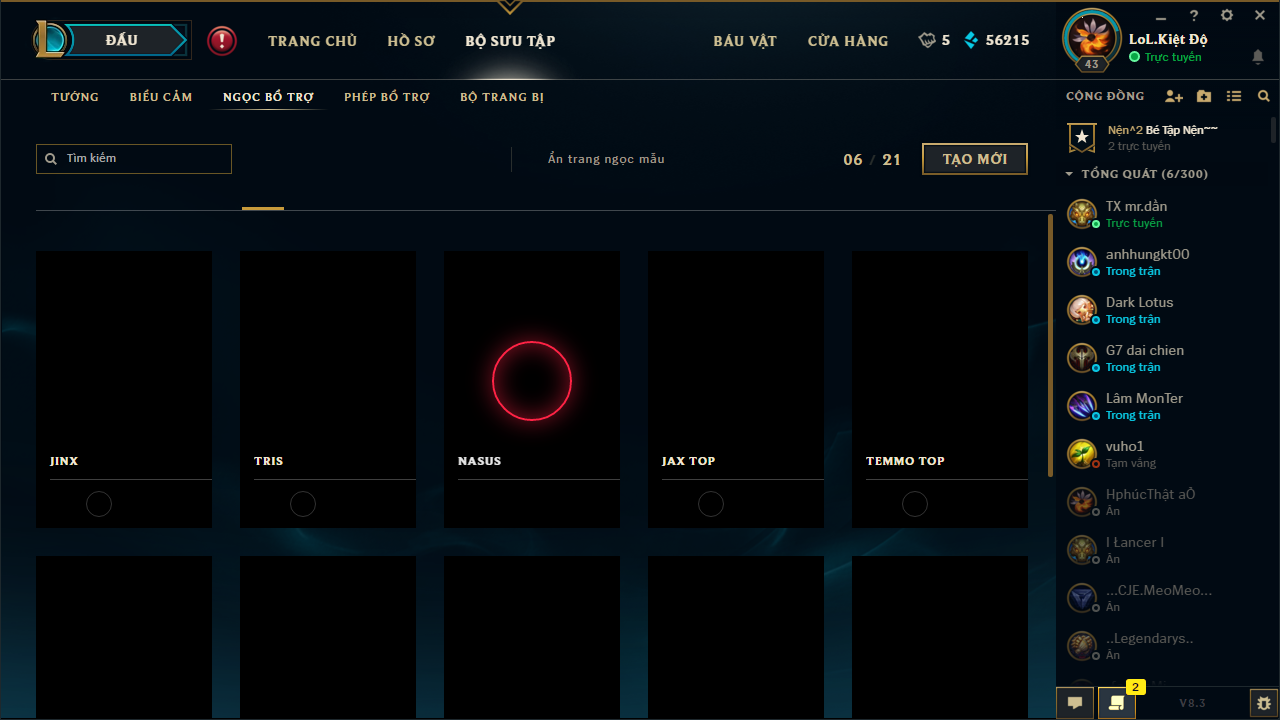 ĐẤU
TRANG CHỦ
HỒ SƠ
BỘ SƯU TẬP
BÁU VẬT
CỬA HÀNG
5
56215
43
LoL.Kiệt Độ
Trực tuyến
TƯỚNG
BIỂU CẢM
NGỌC BỔ TRỢ
PHÉP BỔ TRỢ
BỘ TRANG BỊ
Tìm kiếm
Ẩn trang ngọc mẫu
06 / 21
TẠO MỚI
JINX
TRIS
NASUS
JAX TOP
TEMMO TOP
CỘNG ĐỒNG
Nện^2 Bé Tập Nện~~
2 trực tuyến
TỔNG QUÁT (6/300)
TX mr.dần
Trực tuyến
anhhungkt00
Trong trận
Dark Lotus
Trong trận
G7 dai chien
Trong trận
Lâm MonTer
Trong trận
vuho1
Tạm vắng
HphúcThật aÔ
Ẩn
l Łancer l
Ẩn
...CJE.MeoMeo...
Ẩn
..Legendarys..
Ẩn
2
V8.3